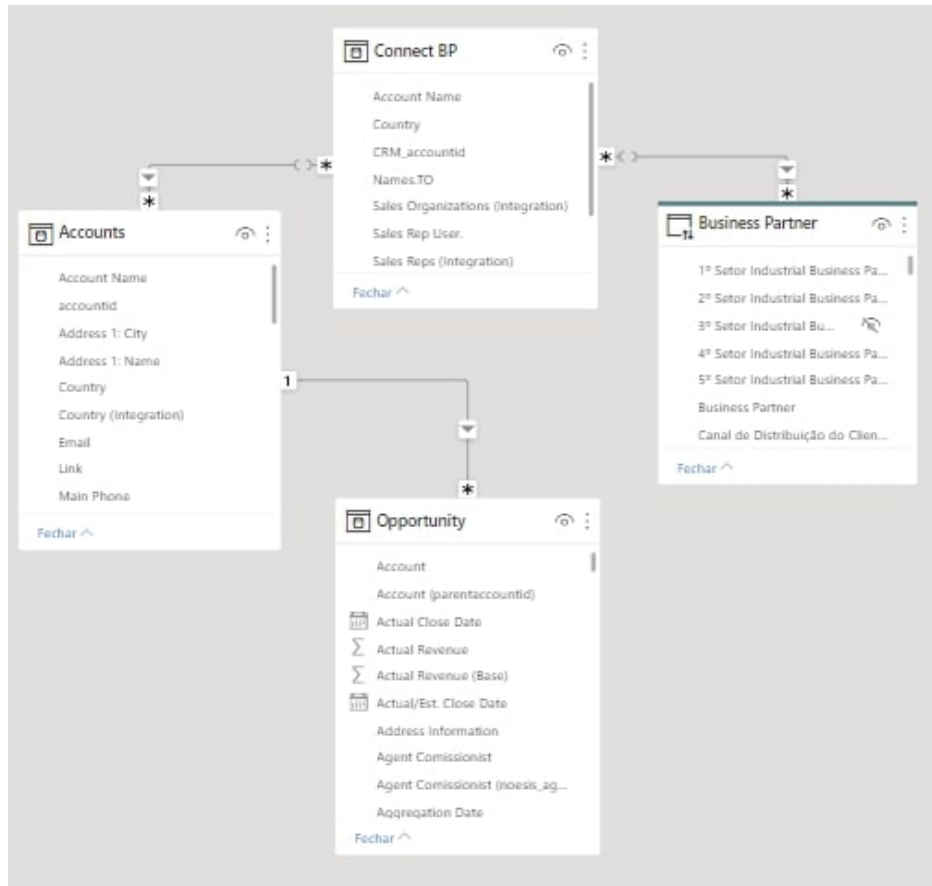 Connect BP
Account Name
Country
CRM_accountid
Names.TO
Sales Organizations (Integration)
Sales Rep User.
Sales Reps (Integration)
Fechar
*
*
*
*
Accounts
Account Name
accountid
Address 1: City
Address 1: Name
Country
Country (Integration)
Email
Link
Main Phone
Fechar
Business Partner
1º Setor Industrial Business Pa...
2º Setor Industrial Business Pa...
3º Setor Industrial Bu...
4º Setor Industrial Business Pa...
5º Setor Industrial Business Pa...
Business Partner
Canal de Distribuição do Clien...
Fechar
1
*
Opportunity
Account
Account (parentaccountid)
Actual Close Date
Σ Actual Revenue
Σ Actual Revenue (Base)
Actual/Est. Close Date
Address Information
Agent Comissionist
Agent Comissionist (noesis_ag...
Aggregation Date
Fechar